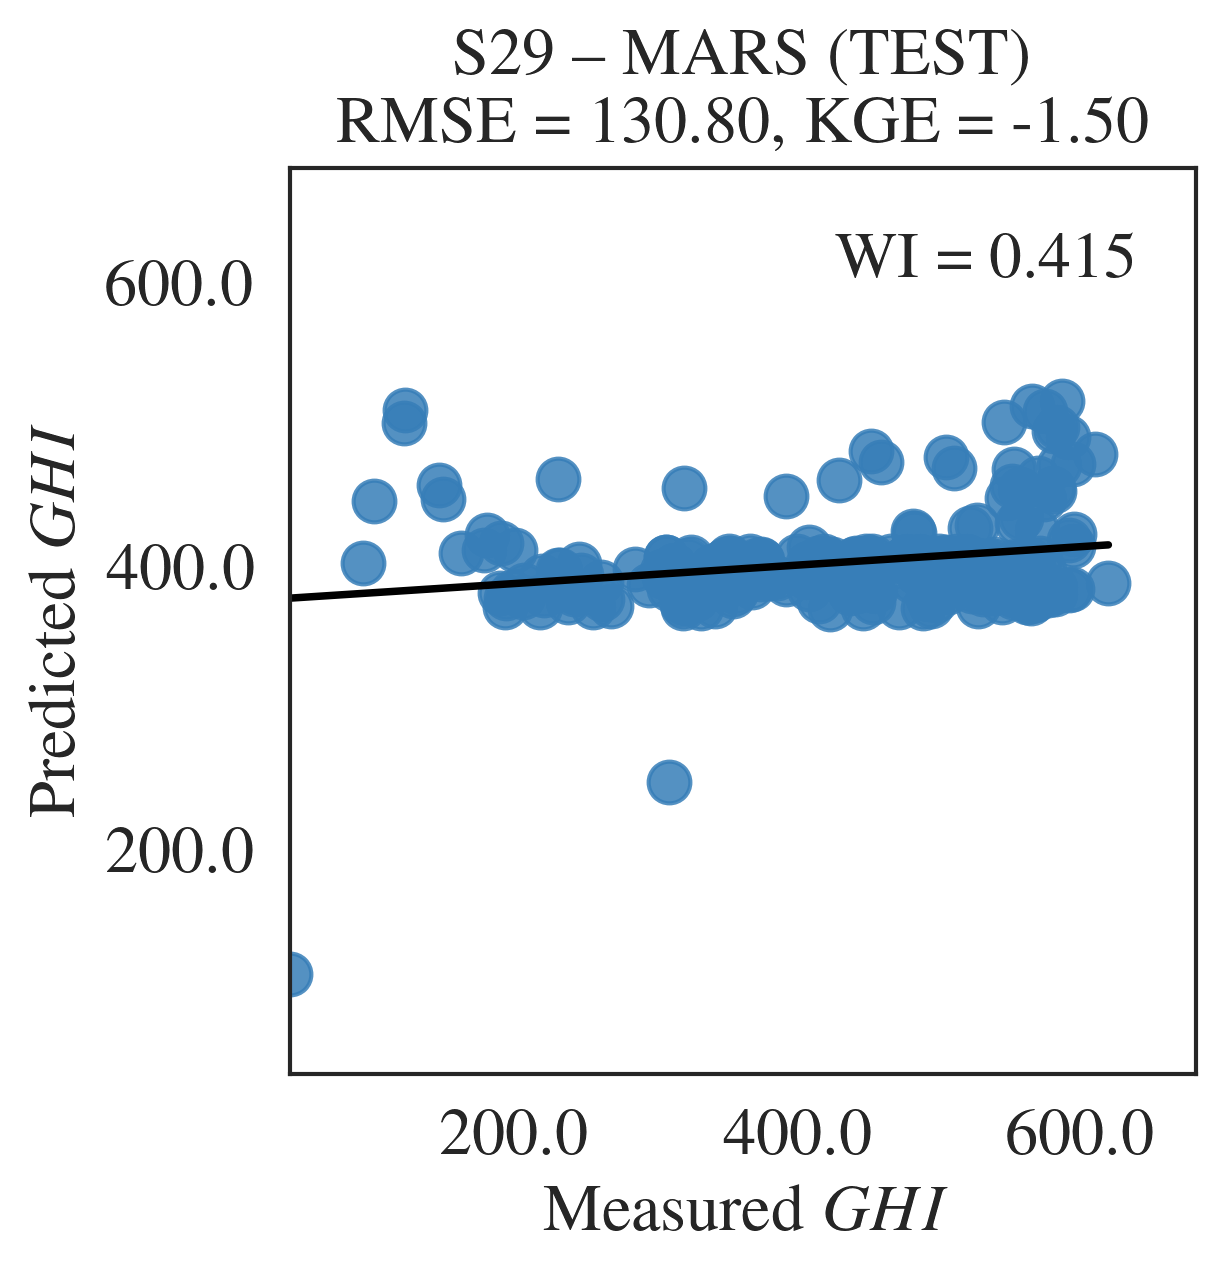 S29 – MARS (TEST)
RMSE = 130.80, KGE = -1.50
WI = 0.415
600.0
400.0
200.0
Predicted GHI
200.0 400.0 600.0
Measured GHI